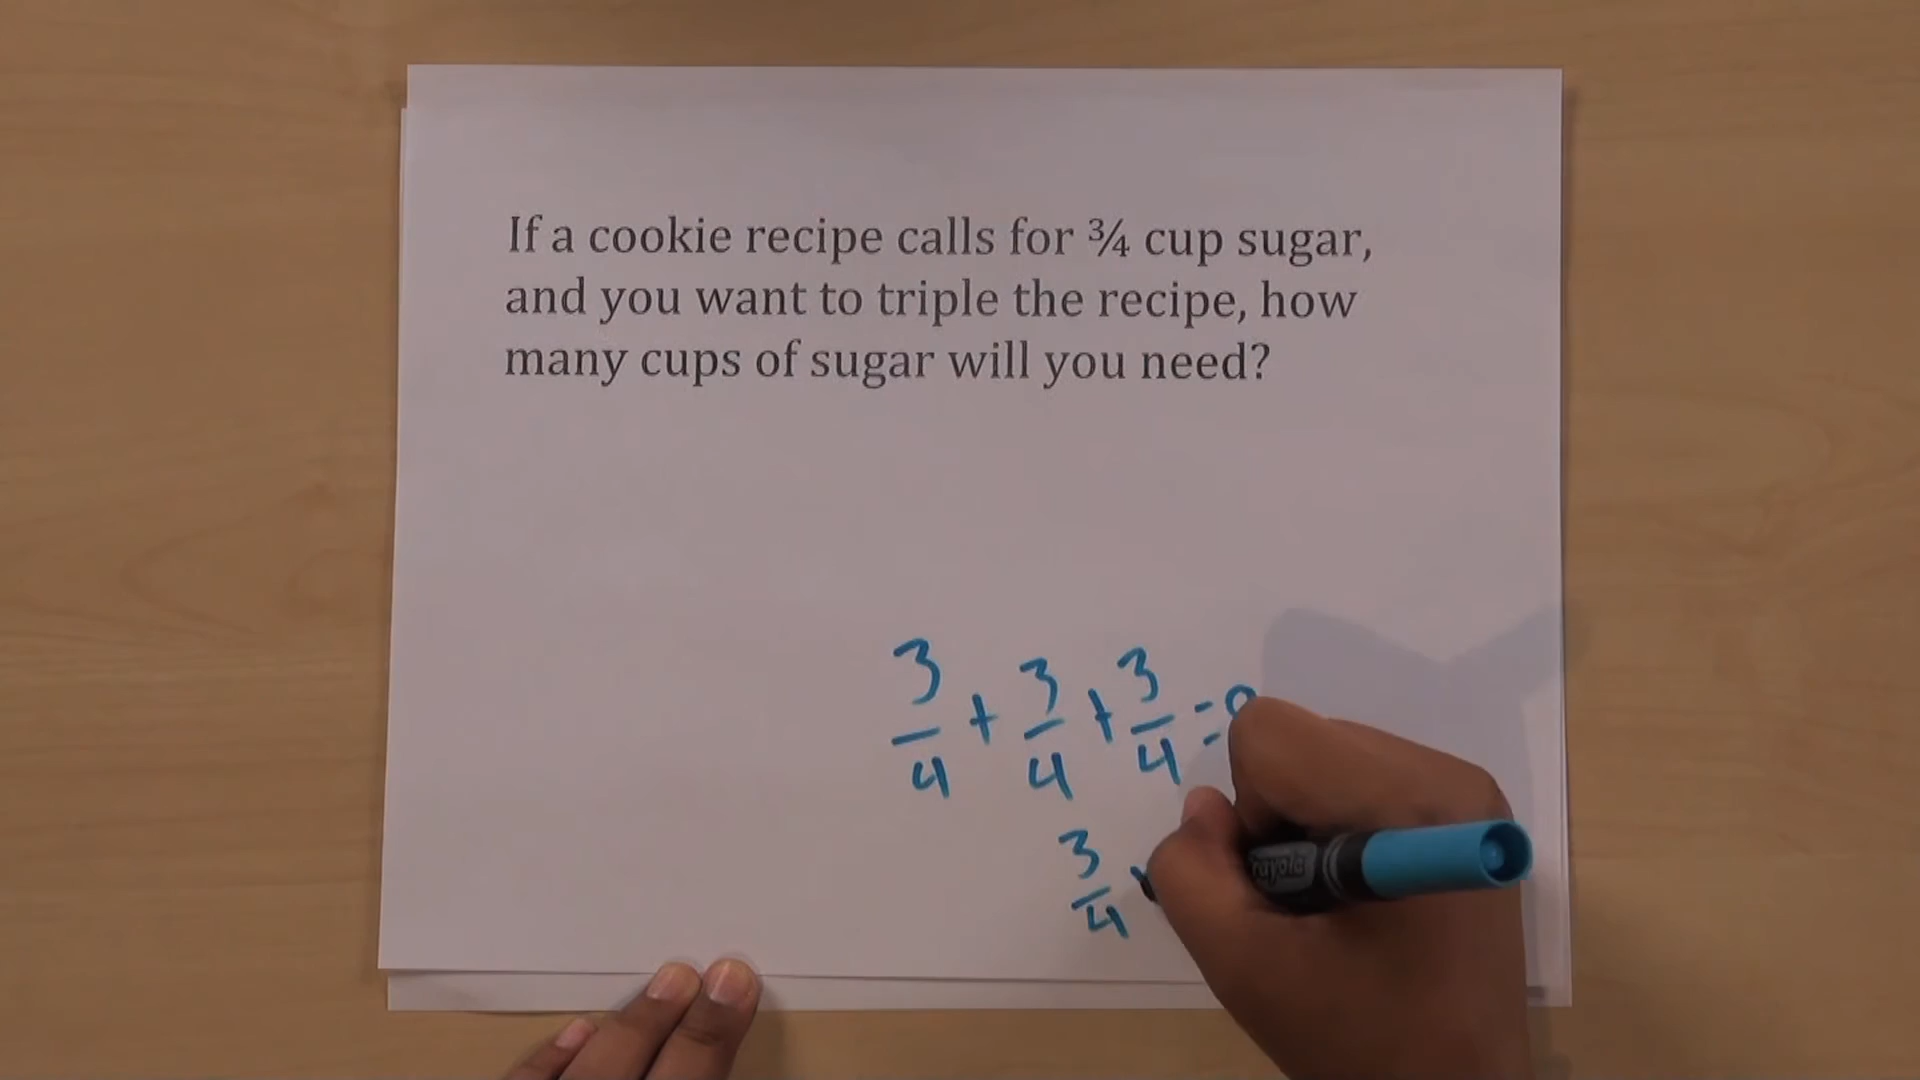 If a cookie recipe calls for ¾ cup sugar,
and you want to triple the recipe, how
many cups of sugar will you need?
3/4 + 3/4 + 3/4 =
3/4